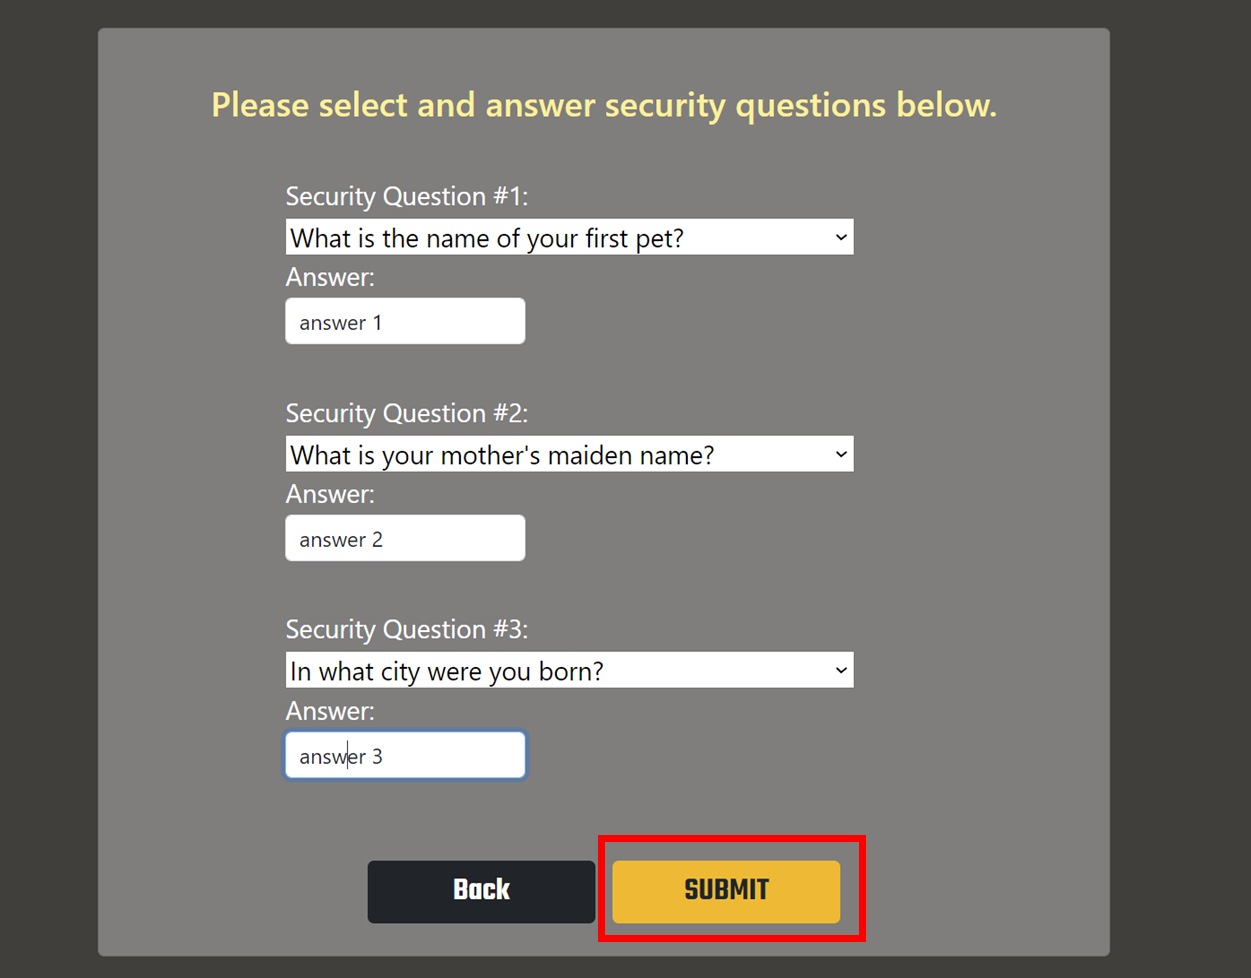 Please select and answer security questions below.
Security Question #1:
What is the name of your first pet?
Answer:
answer 1
Security Question #2:
What is your mother's maiden name?
Answer:
answer 2
Security Question #3:
In what city were you born?
Answer:
answer 3
Back
SUBMIT